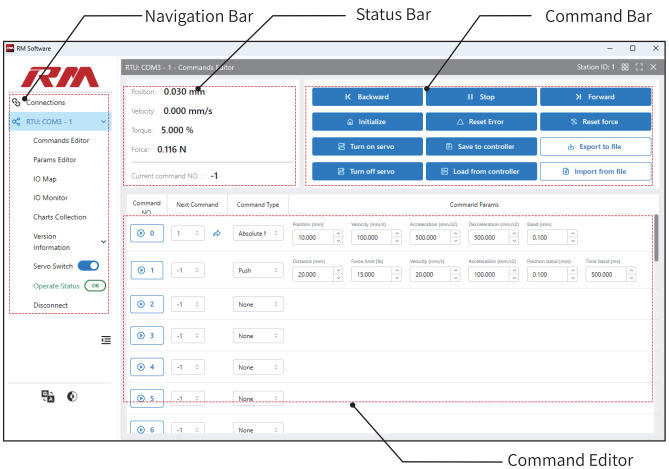 Navigation Bar
Status Bar
Command Bar
RM Software
RM
RTU: COM3 - 1 - Commands Editor
Station ID: 1
Connections
RTU: COM3 - 1
Commands Editor
Params Editor
IO Map
IO Monitor
Charts Collection
Version
Information
Servo Switch
Operate Status OK
Disconnect
Position: 0.030 mm
Velocity: 0.000 mm/s
Torque: 5.000 %
Force: 0.116 N
Current command NO.: -1
Backward
Stop
Forward
Initialize
Reset Error
Reset force
Turn on servo
Save to controller
Export to file
Turn off servo
Load from controller
Import from file
Command
NO.
Next Command
Command Type
Command Params
0 1 Absolute
Position (mm) Velocity (mm/s) Acceleration (mm/s2) Decceleration (mm/s2) Band (mm)
10.000 100.000 500.000 500.000 0.100
1 -1 Push
Distance (mm) Force limit (%) Velocity (mm/s) Acceleration (mm/s2) Position band (mm) Time band (ms)
20.000 15.000 20.000 100.000 0.100 500.000
2 -1 None
3 -1 None
4 -1 None
5 -1 None
6 -1 None
Command Editor